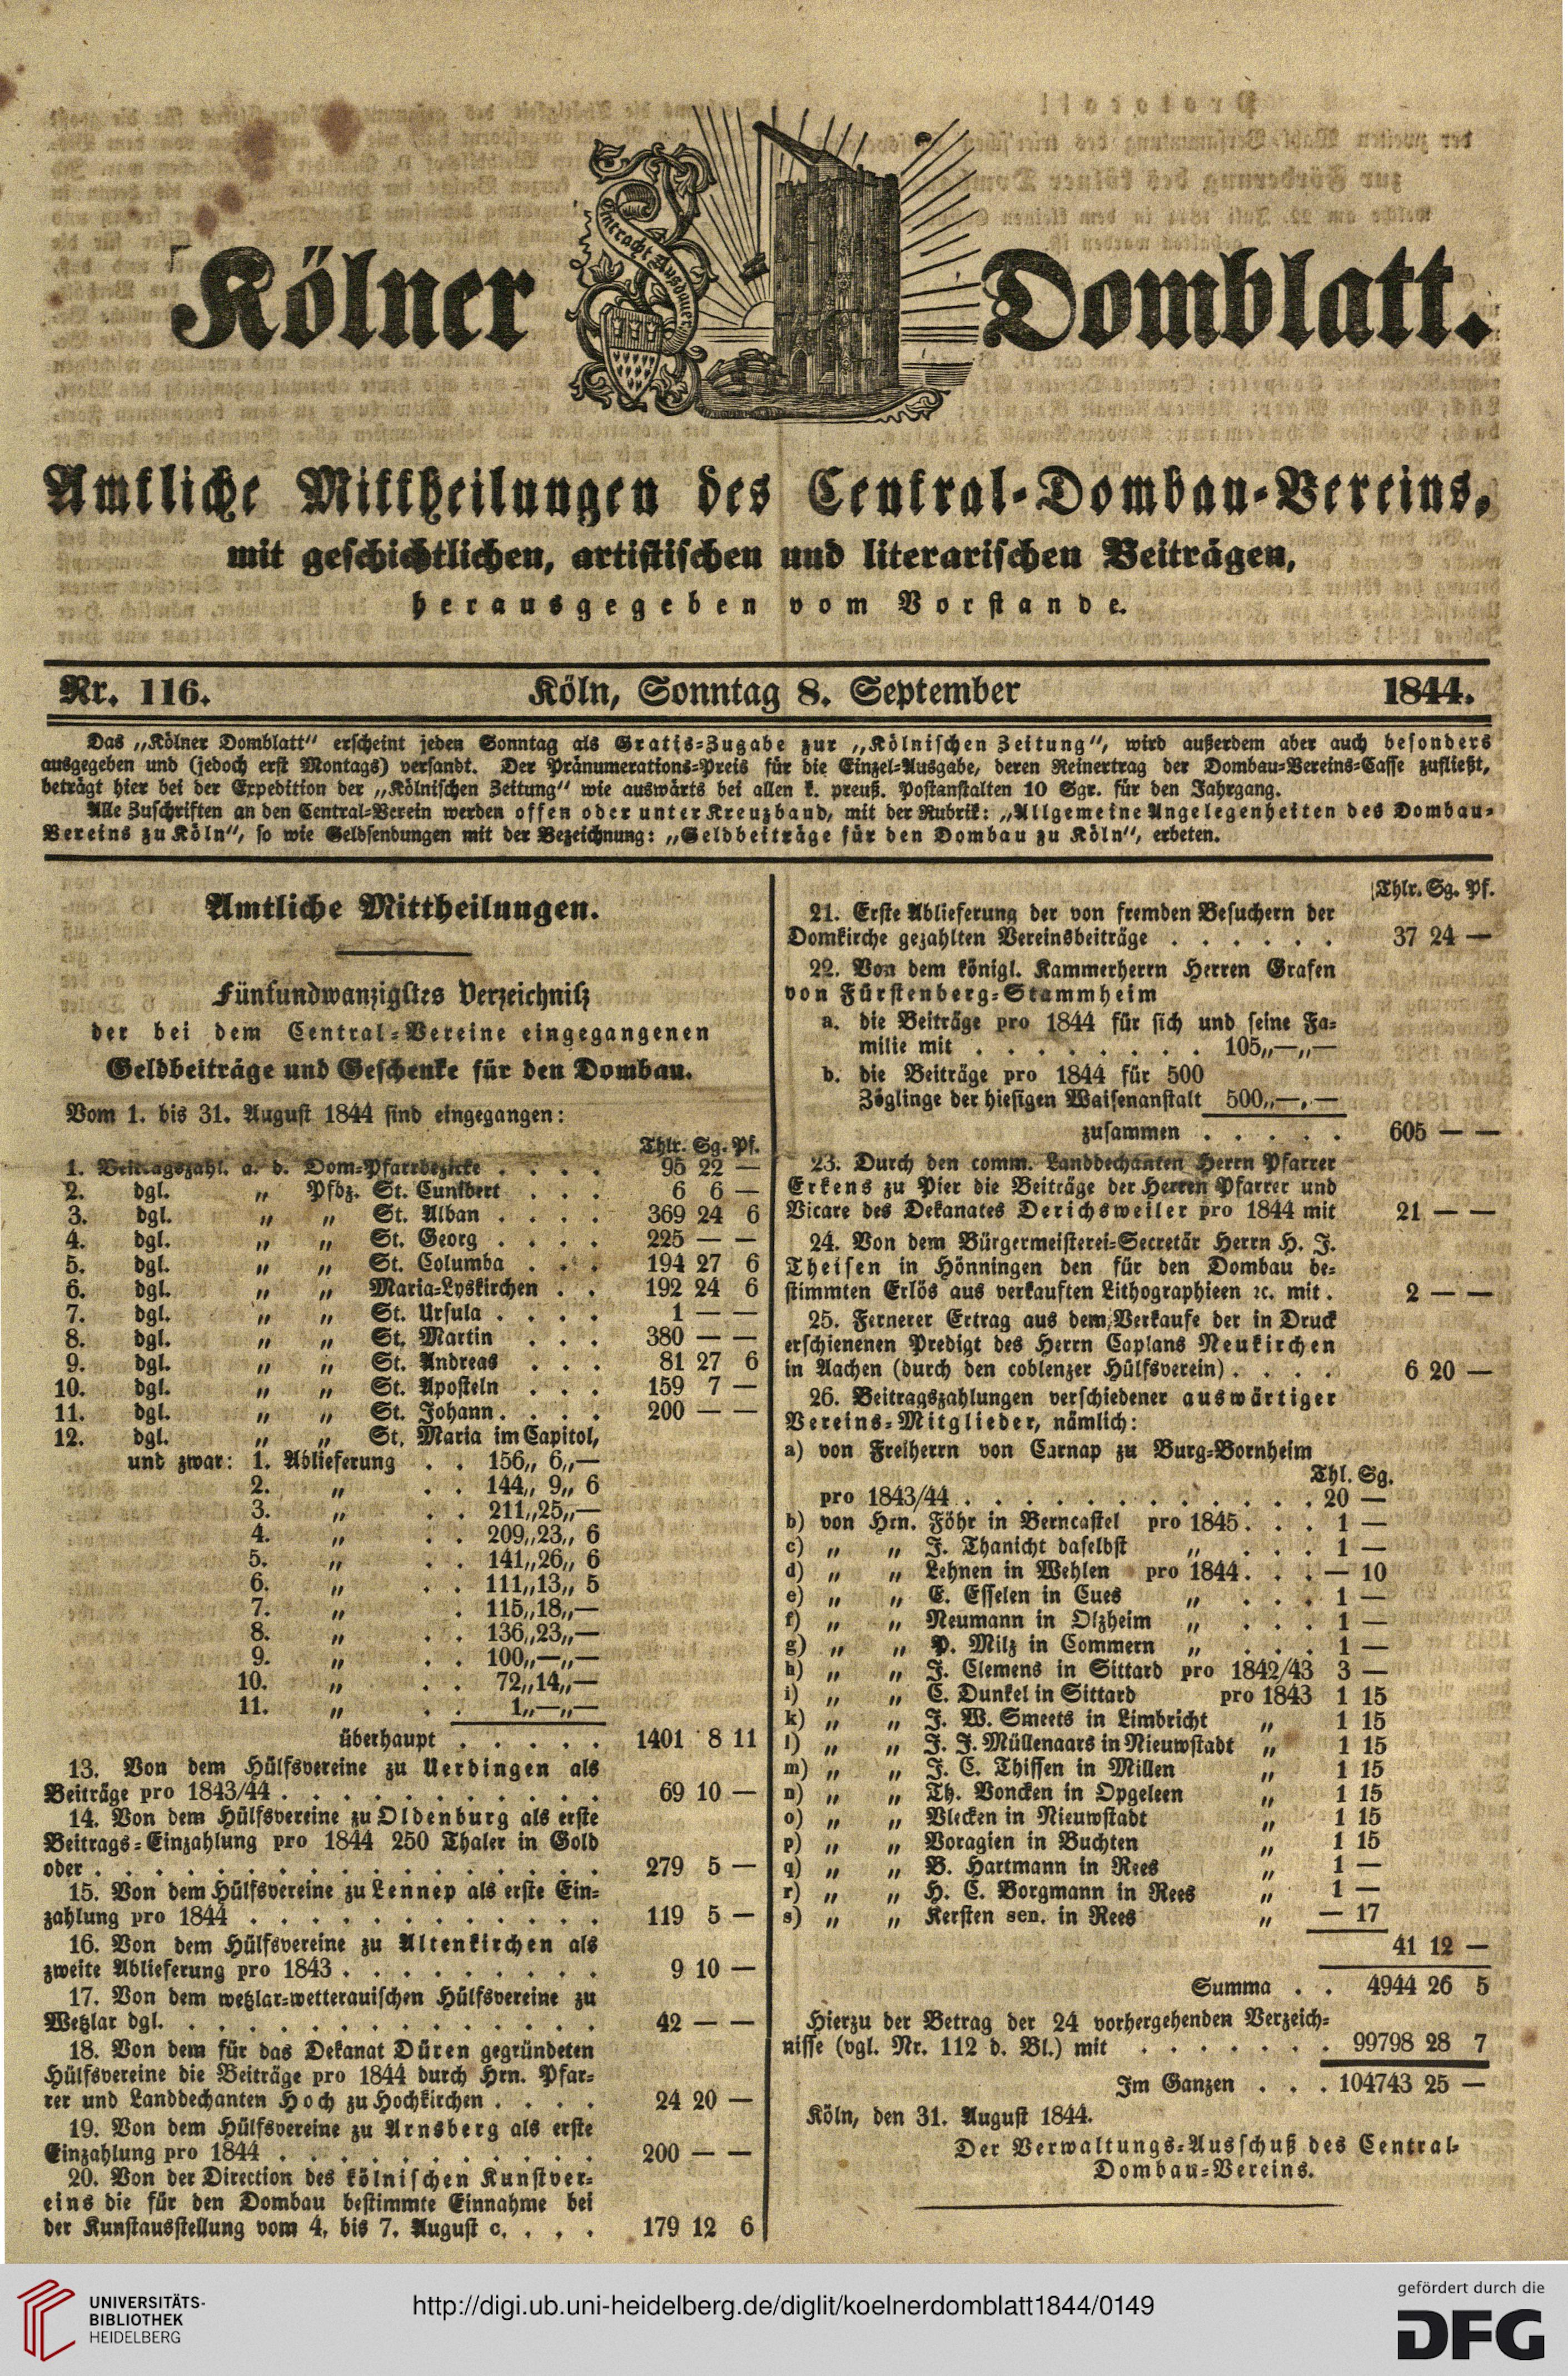 Kölner Domblatt.
Eintracht Ausdauer
Amtliche Mittheilungen des Central-Dombau-Vereins,
mit geschichtlichen, artistischen und literarischen Beiträgen,
herausgegeben vom Vorstande.
Nr. 116. Köln, Sonntag 8. September 1844.
Das „Kölner Domblatt" erscheint jeden Sonntag als Gratis-Zugabe zur „Kölnischen Zeitung", wird außerdem aber auch besonders
ausgegeben und (jedoch erst Montags) versandt. Der Pränumerations-Preis für die Einzel-Ausgabe, deren Reinertrag der Dombau-Vereins-Casse zufließt,
beträgt hier bei der Expedition der „Kölnischen Zeitung" wie auswärts bei allen k. preuß. Postanstalten 10 Sgr. für den Jahrgang.
Alle Zuschriften an den Central-Verein werden offen oder unter Kreuzband, mit der Rubrik: „Allgemeine Angelegenheiten des Dombau-
Vereins zu Köln", so wie Geldsendungen mit der Bezeichnung: „Geldbeiträge für den Dombau zu Köln", erbeten.
Amtliche Mittheilungen.
Fünfundwanzigstes Verzeichniß
der bei dem Central-Vereine eingegangenen
Geldbeiträge und Geschenke für den Dombau.
Vom 1. bis 31. August 1844 sind eingegangen:
Thlr. Sg. Pf.
1. Beitragszahl. a. d. Dom-Pfarrbezirke . . . . 95 22 —
2. dgl. „ Pfbz. St. Cunibert . . . 6 6 —
3. dgl. „ „ St. Alban . . . . 369 24 6
4. dgl. „ „ St. Georg . . . . 225 — —
5. dgl. „ „ St. Columba . . . 194 27 6
6. dgl. „ „ Maria-Lyskirchen . . 192 24 6
7. dgl. „ „ St. Ursula . . . . 1 — —
8. dgl. „ „ St. Martin . . . 380 — —
9. dgl. „ „ St. Andreas . . . 81 27 6
10. dgl. „ „ St. Aposteln . . . 159 7 —
11. dgl. „ „ St. Johann. . . . 200 — —
12. dgl. „ „ St. Maria im Capitol,
und zwar: 1. Ablieferung . . 156„ 6„—
2. „ . . 144„ 9„ 6
3. „ . . 211„25„—
4. „ . . 209„23„ 6
5. „ . . 141„26„ 6
6. „ . . 111„13„ 5
7. „ . 115„18„—
8. „ . . 136„23„—
9. „ . . 100„—„—
10. „ . . 72„14„—
11. „ . . 1„—„—
überhaupt . . . . . 1401 8 11
13. Von dem Hülfsvereine zu Uerdingen als
Beiträge pro 1843/44 . . . . . . . . . . . 69 10 —
14. Von dem Hülfsvereine zu Oldenburg als erste
Beitrags-Einzahlung pro 1844 250 Thaler in Gold
oder . . . . . . . . . . . . . . . . . 279 5 —
15. Von dem Hülfsvereine zu Lennep als erste Ein-
zahlung pro 1844 . . . . . . . . . . . . 119 5 —
16. Von dem Hülfsvereine zu Altenkirchen als
zweite Ablieferung pro 1843 . . . . . . . . . 9 10 —
17. Von dem wetzlar-wetterauischen Hülfsvereine zu
Wetzlar dgl. . . . . . . . . . . . . . . 42 — —
18. Von dem für das Dekanat Düren gegründeten
Hülfsvereine die Beiträge pro 1844 durch Hrn. Pfar-
rer und Landdechanten Hoch zu Hochkirchen . . . . 24 20 —
19. Von dem Hülfsvereine zu Arnsberg als erste
Einzahlung pro 1844 . . . . . . . . . . . 200 — —
20. Von der Direction des kölnischen Kunstver-
eins die für den Dombau bestimmte Einnahme bei
der Kunstausstellung vom 4. bis 7. August c. . . . 179 12 6
Thlr. Sg. Pf.
21. Erste Ablieferung der von fremden Besuchern der
Domkirche gezahlten Vereinsbeiträge . . . . . . 37 24 —
22. Von dem königl. Kammerherrn Herren Grafen
von Fürstenberg-Stammheim
a. die Beiträge pro 1844 für sich und seine Fa-
milie mit . . . . . . . . 105„—„—
b. die Beiträge pro 1844 für 500
Zöglinge der hiesigen Waisenanstalt 500„—„—
zusammen . . . . . 605 — —
23. Durch den comm. Landdechanten Herrn Pfarrer
Erkens zu Pier die Beiträge der Herren Pfarrer und
Vicare des Dekanates Derichsweiler pro 1844 mit 21 — —
24. Von dem Bürgermeisterei-Secretär Herrn H. J.
Theisen in Hönningen den für den Dombau be-
stimmten Erlös aus verkauften Lithographieen ꝛc. mit . 2 — —
25. Fernerer Ertrag aus dem Verkaufe der in Druck
erschienenen Predigt des Herrn Caplans Neukirchen
in Aachen (durch den coblenzer Hülfsverein) . . . . 6 20 —
26. Beitragszahlungen verschiedener auswärtiger
Vereins-Mitglieder, nämlich:
a) von Freiherrn von Carnap zu Burg-Bornheim
Thl. Sg.
pro 1843/44 . . . . . . . . . . . . 20 —
b) von Hrn. Föhr in Berncastel pro 1845. . . 1 —
c) „ „ J. Thanicht daselbst „ . . . 1 —
d) „ „ Lehnen in Wehlen pro 1844. . . — 10
e) „ „ E. Esselen in Cues „ . . . 1 —
f) „ „ Neumann in Olzheim „ . . . 1 —
g) „ „ P. Milz in Commern „ . . . 1 —
h) „ „ J. Clemens in Sittard pro 1842/43 3 —
i) „ „ C. Dunkel in Sittard pro 1843 1 15
k) „ „ J. W. Smeets in Limbricht „ 1 15
l) „ „ J. J. Müllenaars in Nieuwstadt „ 1 15
m) „ „ J. C. Thissen in Millen „ 1 15
n) „ „ Th. Voncken in Opgeleen „ 1 15
o) „ „ Vlecken in Nieuwstadt „ 1 15
p) „ „ Voragien in Buchten „ 1 15
q) „ „ B. Hartmann in Rees „ 1 —
r) „ „ H. C. Borgmann in Rees „ 1 —
s) „ „ Kersten sen. in Rees „ — 17
41 12 —
Summa . . 4944 26 5
Hierzu der Betrag der 24 vorhergehenden Verzeich-
nisse (vgl. Nr. 112 d. Bl.) mit . . . . . . . 99798 28 7
Im Ganzen . . . 104743 25 —
Köln, den 31. August 1844.
Der Verwaltungs-Ausschuß des Central-
Dombau-Vereins.
UNIVERSITÄTS-
BIBLIOTHEK
HEIDELBERG
http://digi.ub.uni-heidelberg.de/diglit/koelnerdomblatt1844/0149
gefördert durch die
DFG